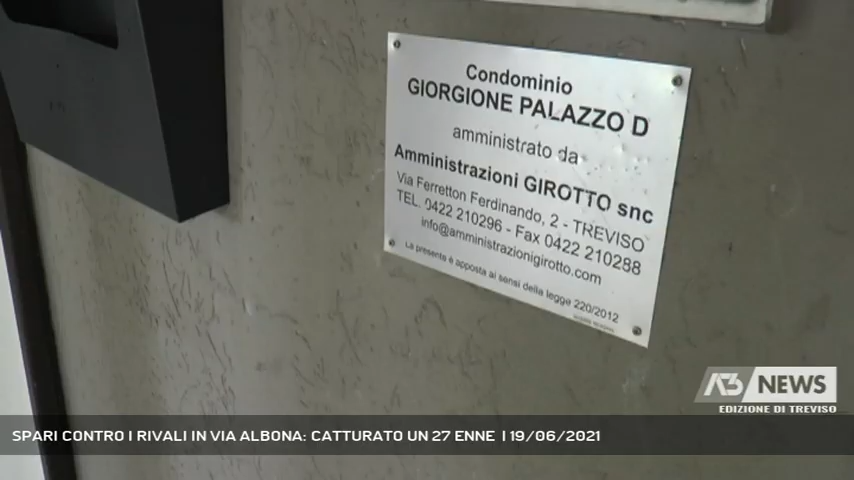 Condominio
GIORGIONE PALAZZO D
amministrato da
Amministrazioni GIROTTO snc
Via Ferretton Ferdinando, 2 - TREVISO
TEL. 0422 210296 - Fax 0422 210288
info@amministrazionigirotto.com
La presente è apposta ai sensi della legge 220/2012
A3 NEWS
EDIZIONE DI TREVISO
SPARI CONTRO I RIVALI IN VIA ALBONA: CATTURATO UN 27 ENNE | 19/06/2021